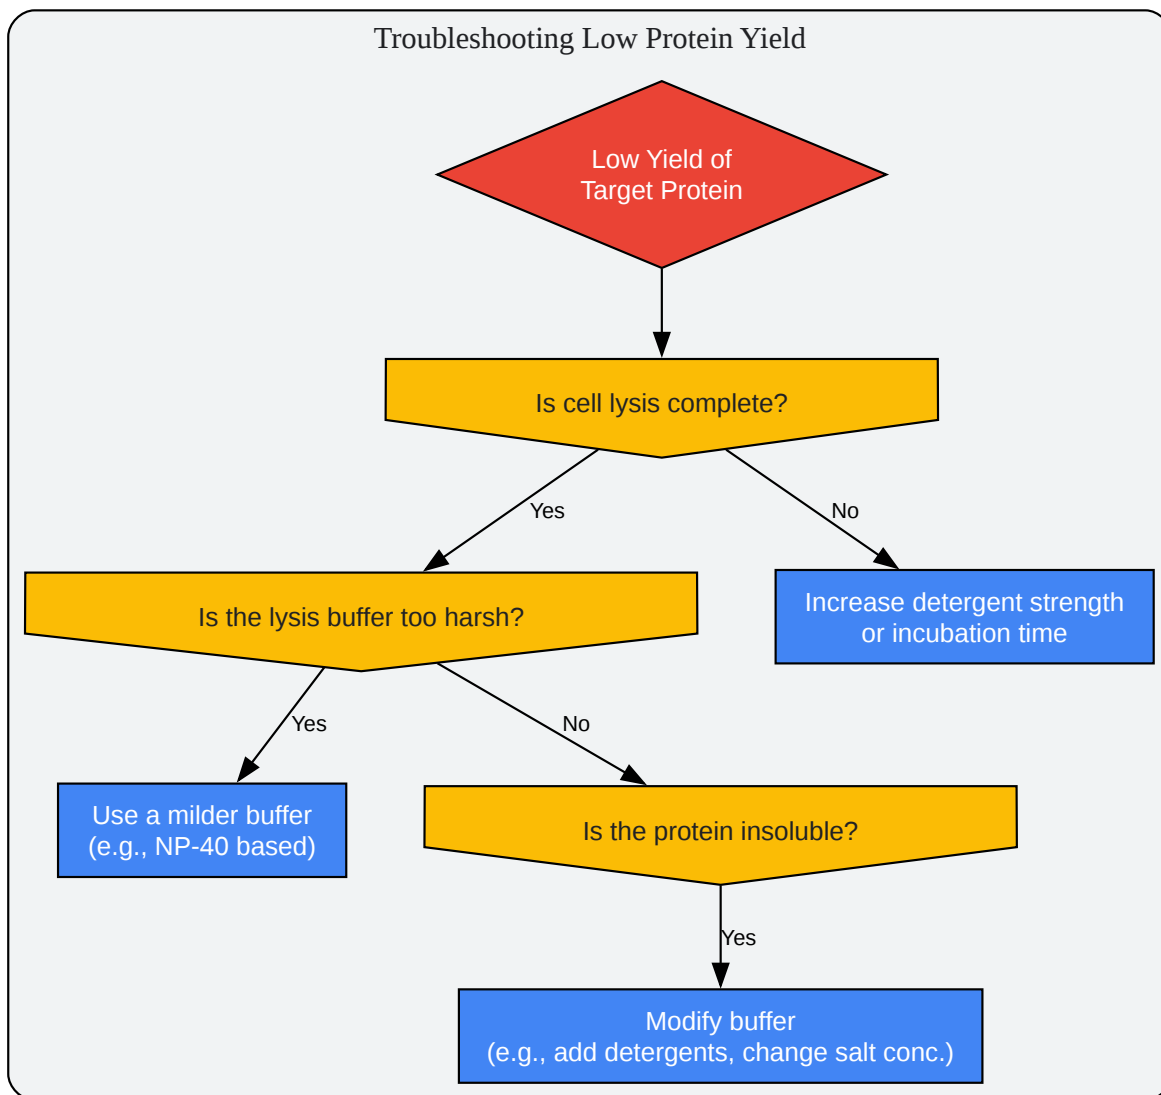 Troubleshooting Low Protein Yield
Low Yield of
Target Protein
Is cell lysis complete?
Yes
No
Is the lysis buffer too harsh?
Increase detergent strength
or incubation time
Yes
No
Use a milder buffer
(e.g., NP-40 based)
Is the protein insoluble?
Yes
Modify buffer
(e.g., add detergents, change salt conc.)